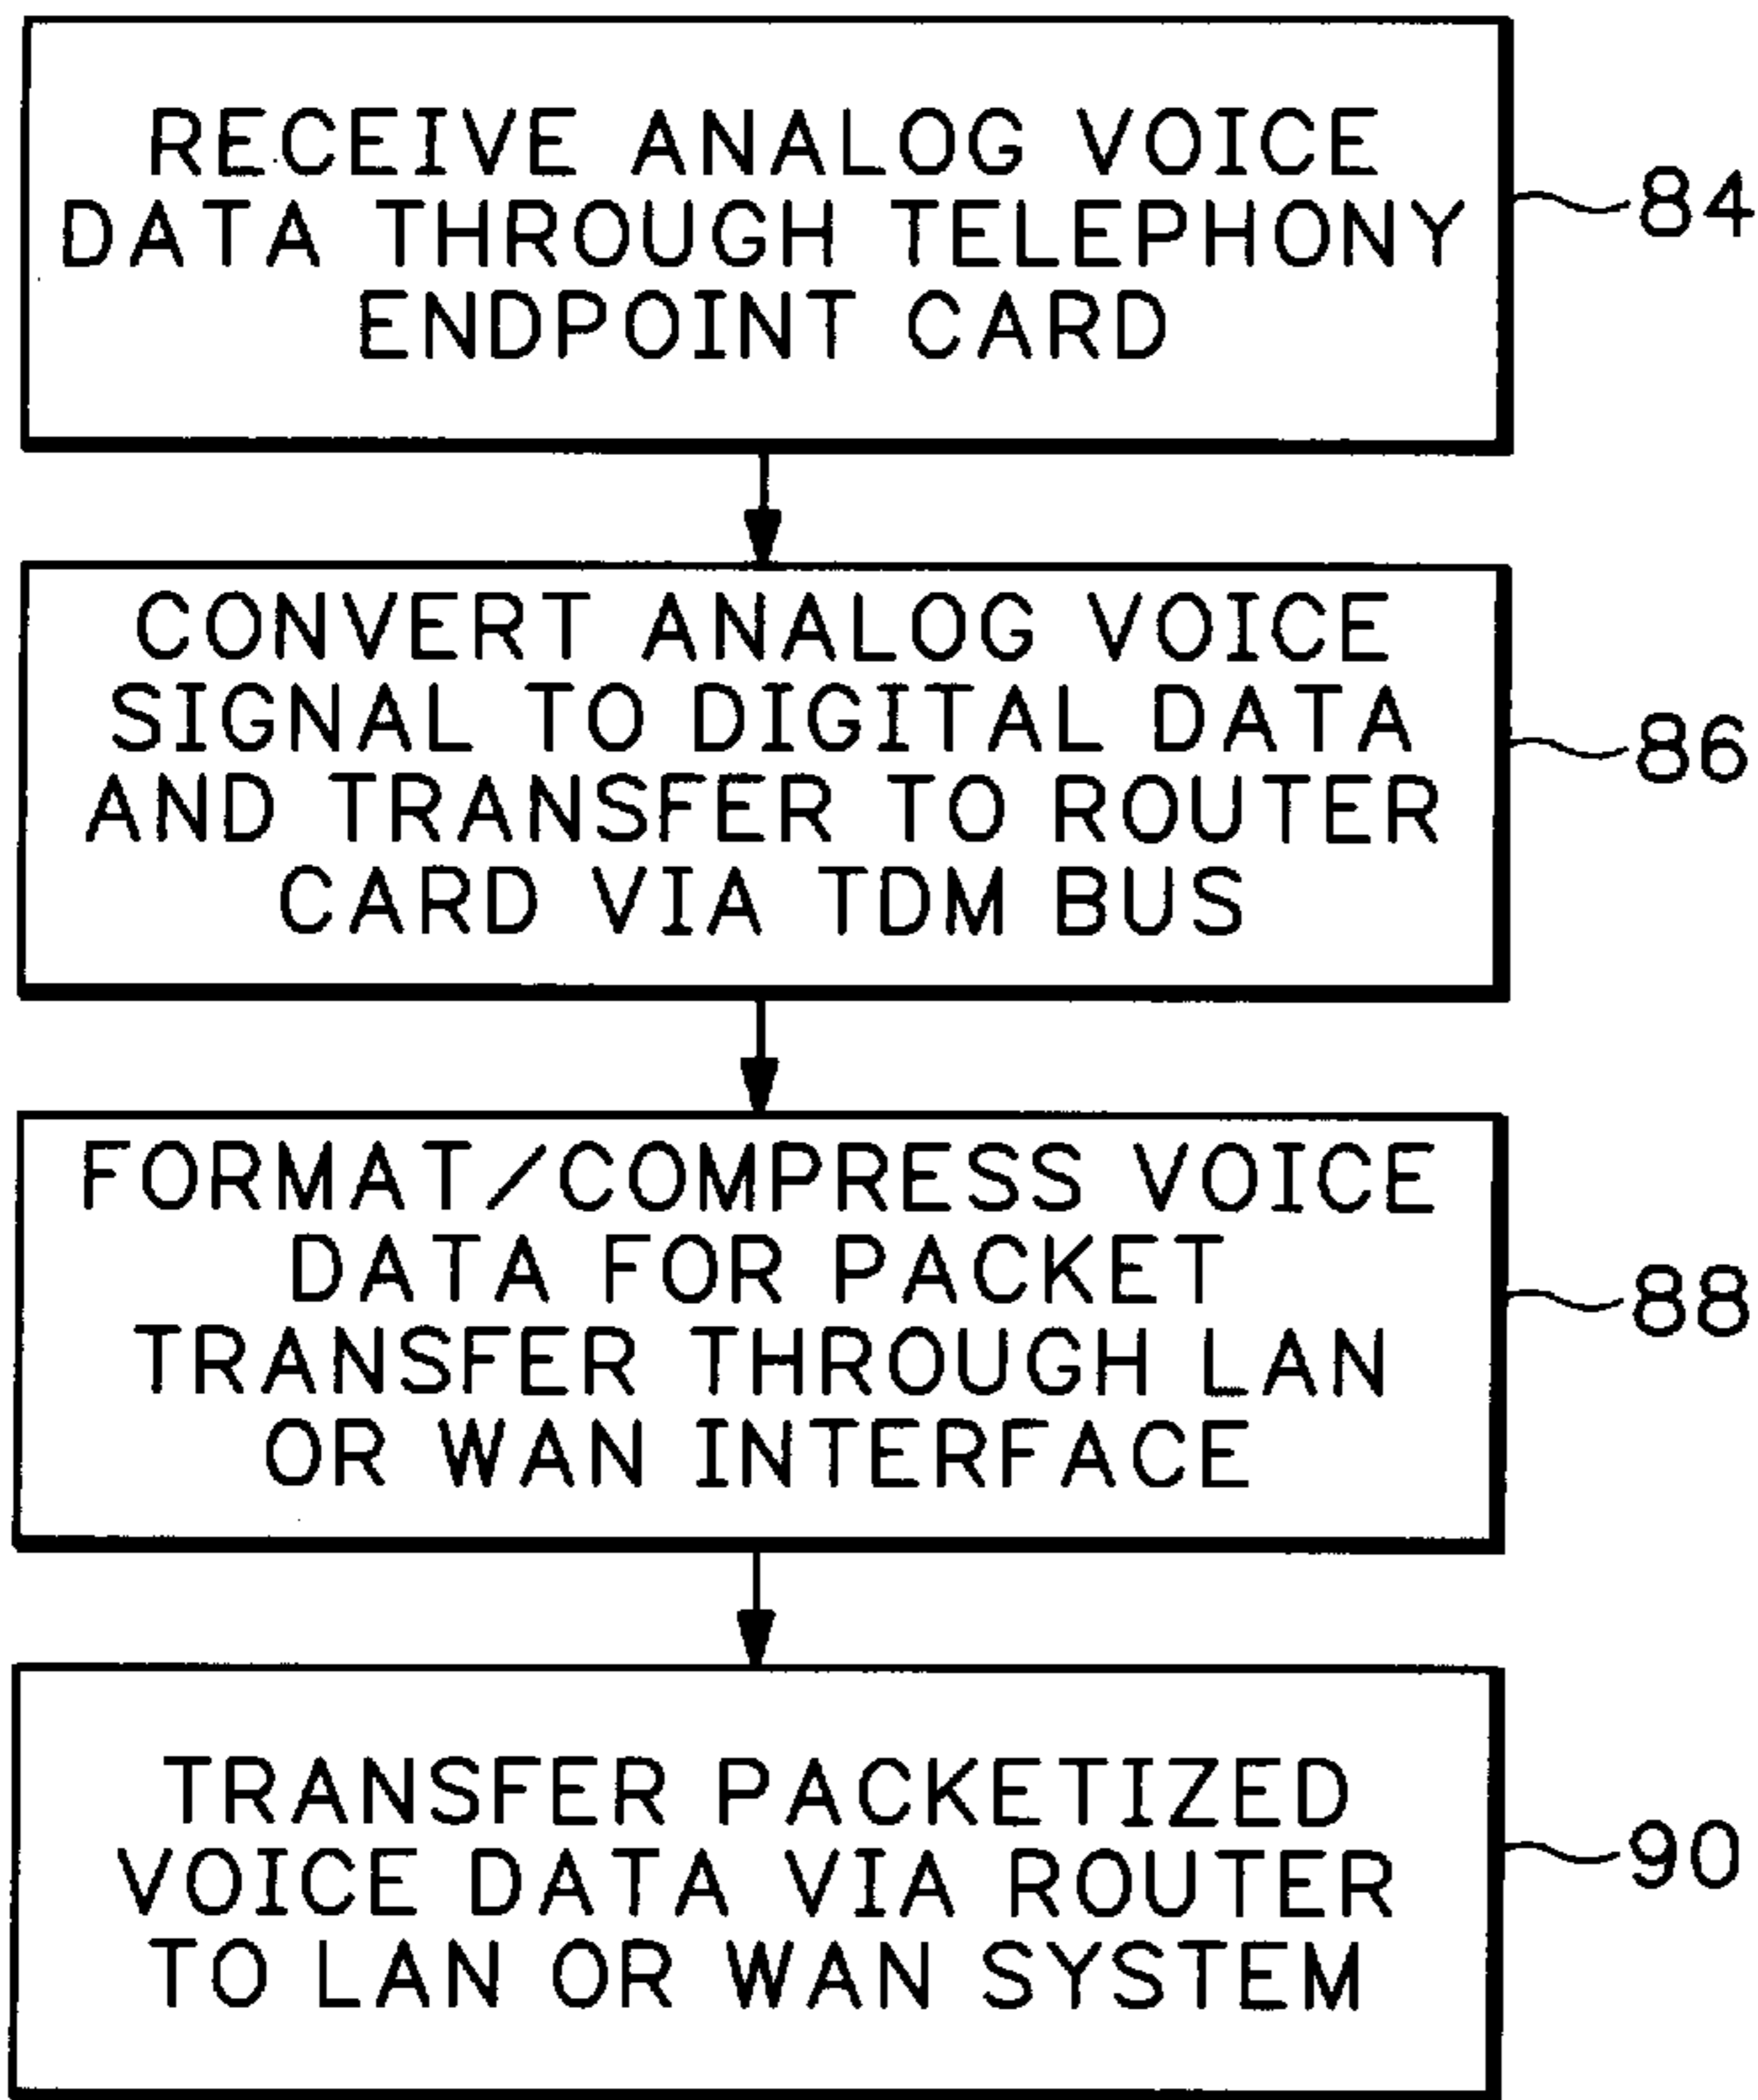 RECEIVE ANALOG VOICE
DATA THROUGH TELEPHONY
ENDPOINT CARD
84
CONVERT ANALOG VOICE
SIGNAL TO DIGITAL DATA
AND TRANSFER TO ROUTER
CARD VIA TDM BUS
86
FORMAT/COMPRESS VOICE
DATA FOR PACKET
TRANSFER THROUGH LAN
OR WAN INTERFACE
88
TRANSFER PACKETIZED
VOICE DATA VIA ROUTER
TO LAN OR WAN SYSTEM
90